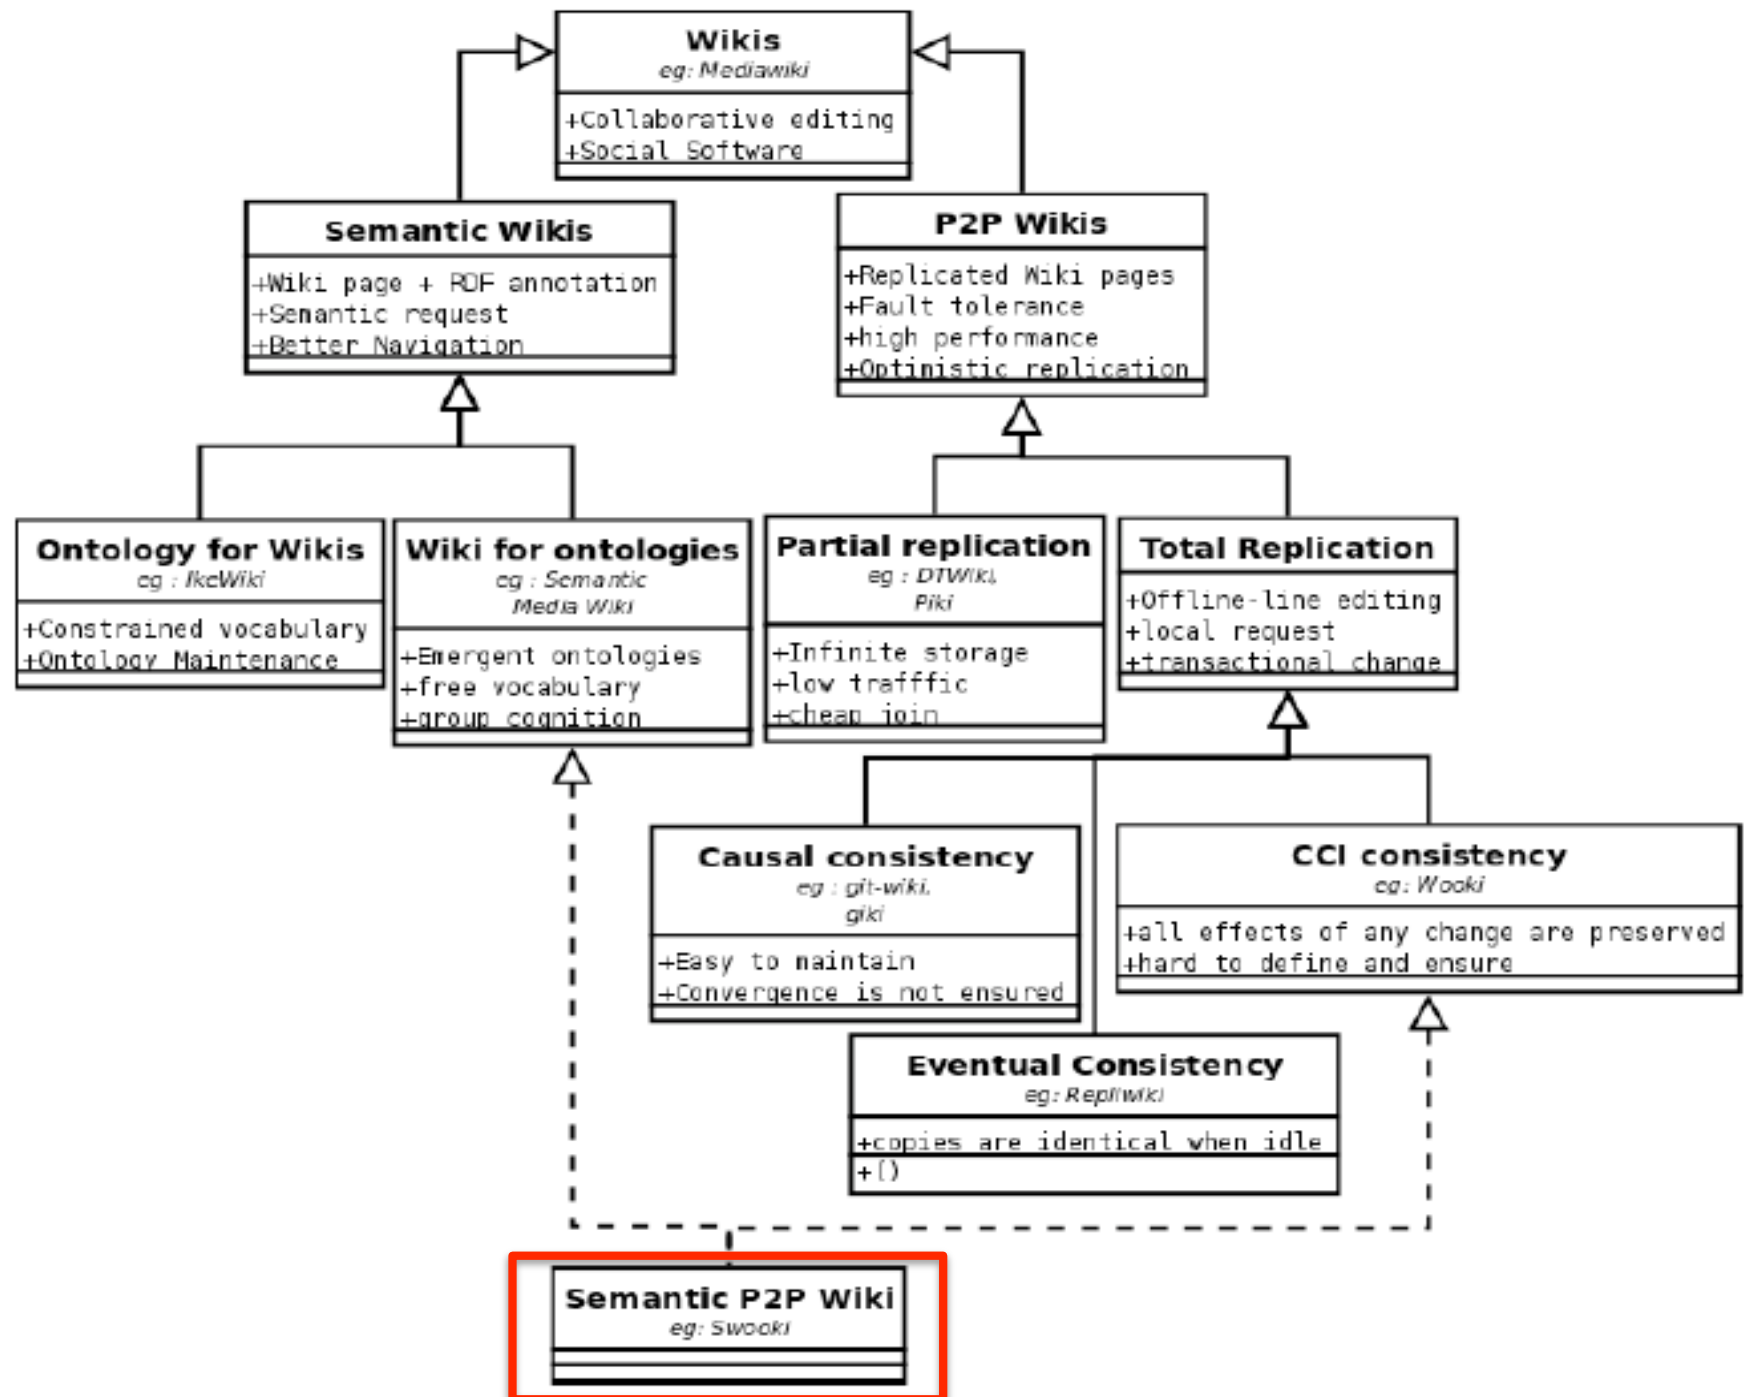 Wikis
eg: Mediawiki
+Collaborative editing
+Social Software
Semantic Wikis
+Wiki page + RDF annotation
+Semantic request
+Better Navigation
P2P Wikis
+Replicated Wiki pages
+Fault tolerance
+high performance
+Optimistic replication
Ontology for Wikis
eg : IkeWiki
+Constrained vocabulary
+Ontology Maintenance
Wiki for ontologies
eg : Semantic
Media Wiki
+Emergent ontologies
+free vocabulary
+group cognition
Partial replication
eg : DTWiki,
Piki
+Infinite storage
+low trafffic
+cheap join
Total Replication
+Offline-line editing
+local request
+transactional change
Causal consistency
eg : git-wiki,
giki
+Easy to maintain
+Convergence is not ensured
CCI consistency
eg: Wooki
+all effects of any change are preserved
+hard to define and ensure
Eventual Consistency
eg: Repliwiki
+copies are identical when idle
+()
Semantic P2P Wiki
eg: Swooki